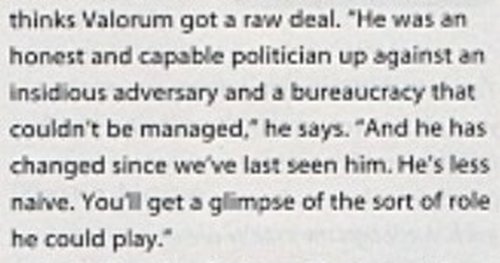 thinks Valorum got a raw deal. "He was an
honest and capable politician up against an
insidious adversary and a bureaucracy that
couldn't be managed," he says. "And he has
changed since we've last seen him. He's less
naive. You'll get a glimpse of the sort of role
he could play."